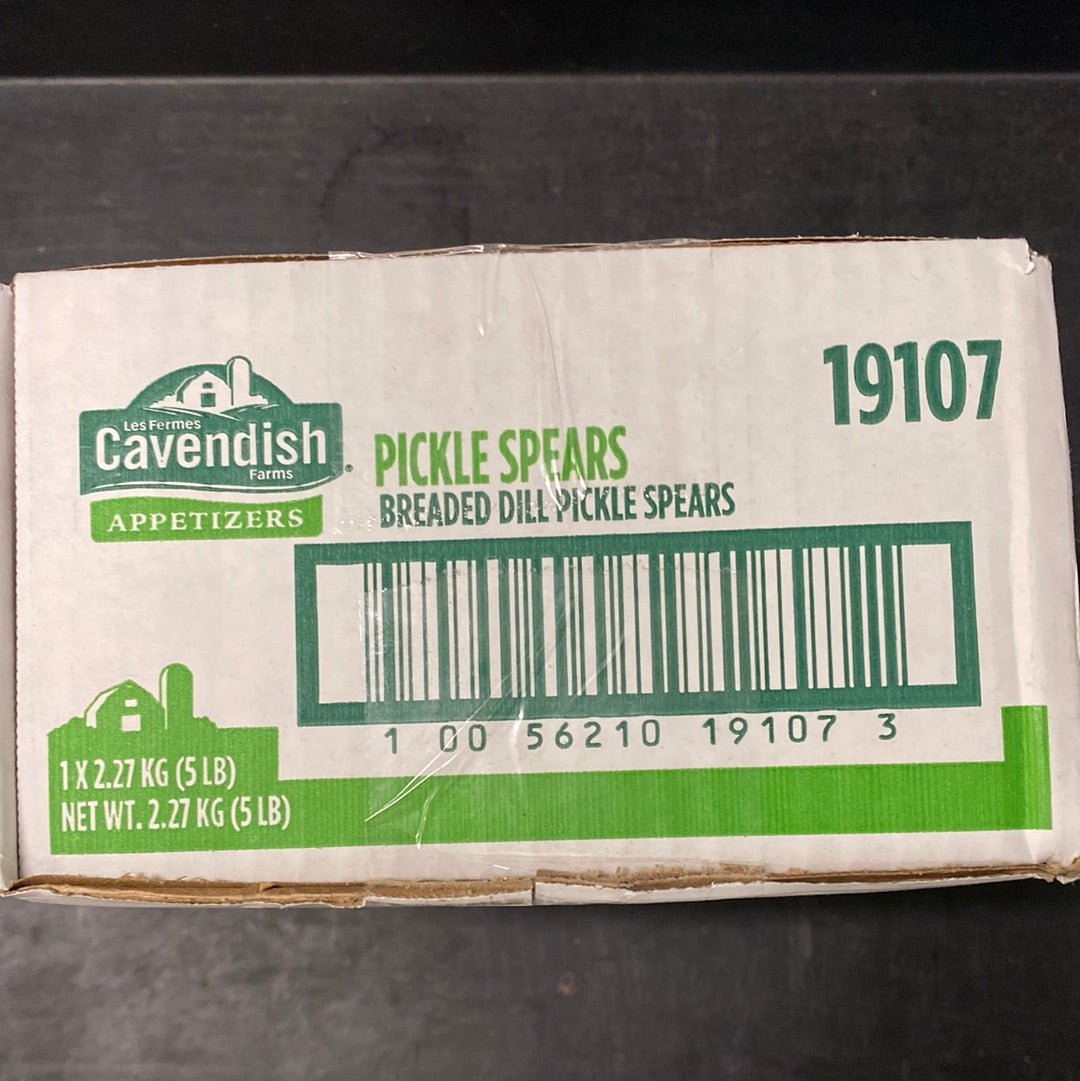 19107
Les Fermes
Cavendish
Farms
®
APPETIZERS
PICKLE SPEARS
BREADED DILL PICKLE SPEARS
1 00 56210 19107 3
1 X 2.27 KG (5 LB)
NET WT. 2.27 KG (5 LB)